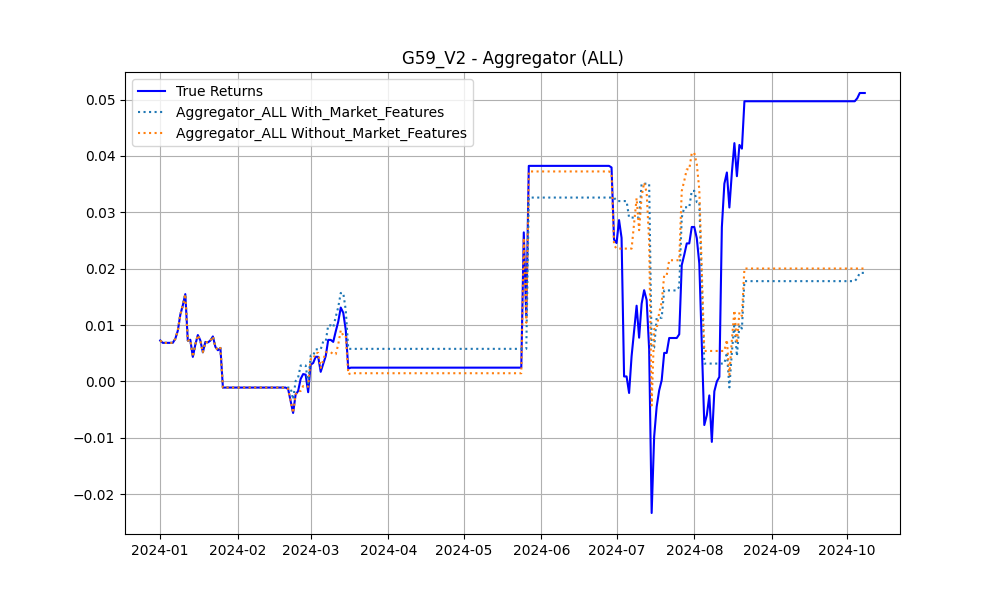 G59_V2 - Aggregator (ALL)
True Returns
Aggregator_ALL With_Market_Features
Aggregator_ALL Without_Market_Features
0.05
0.04
0.03
0.02
0.01
0.00
−0.01
−0.02
2024-01 2024-02 2024-03 2024-04 2024-05 2024-06 2024-07 2024-08 2024-09 2024-10